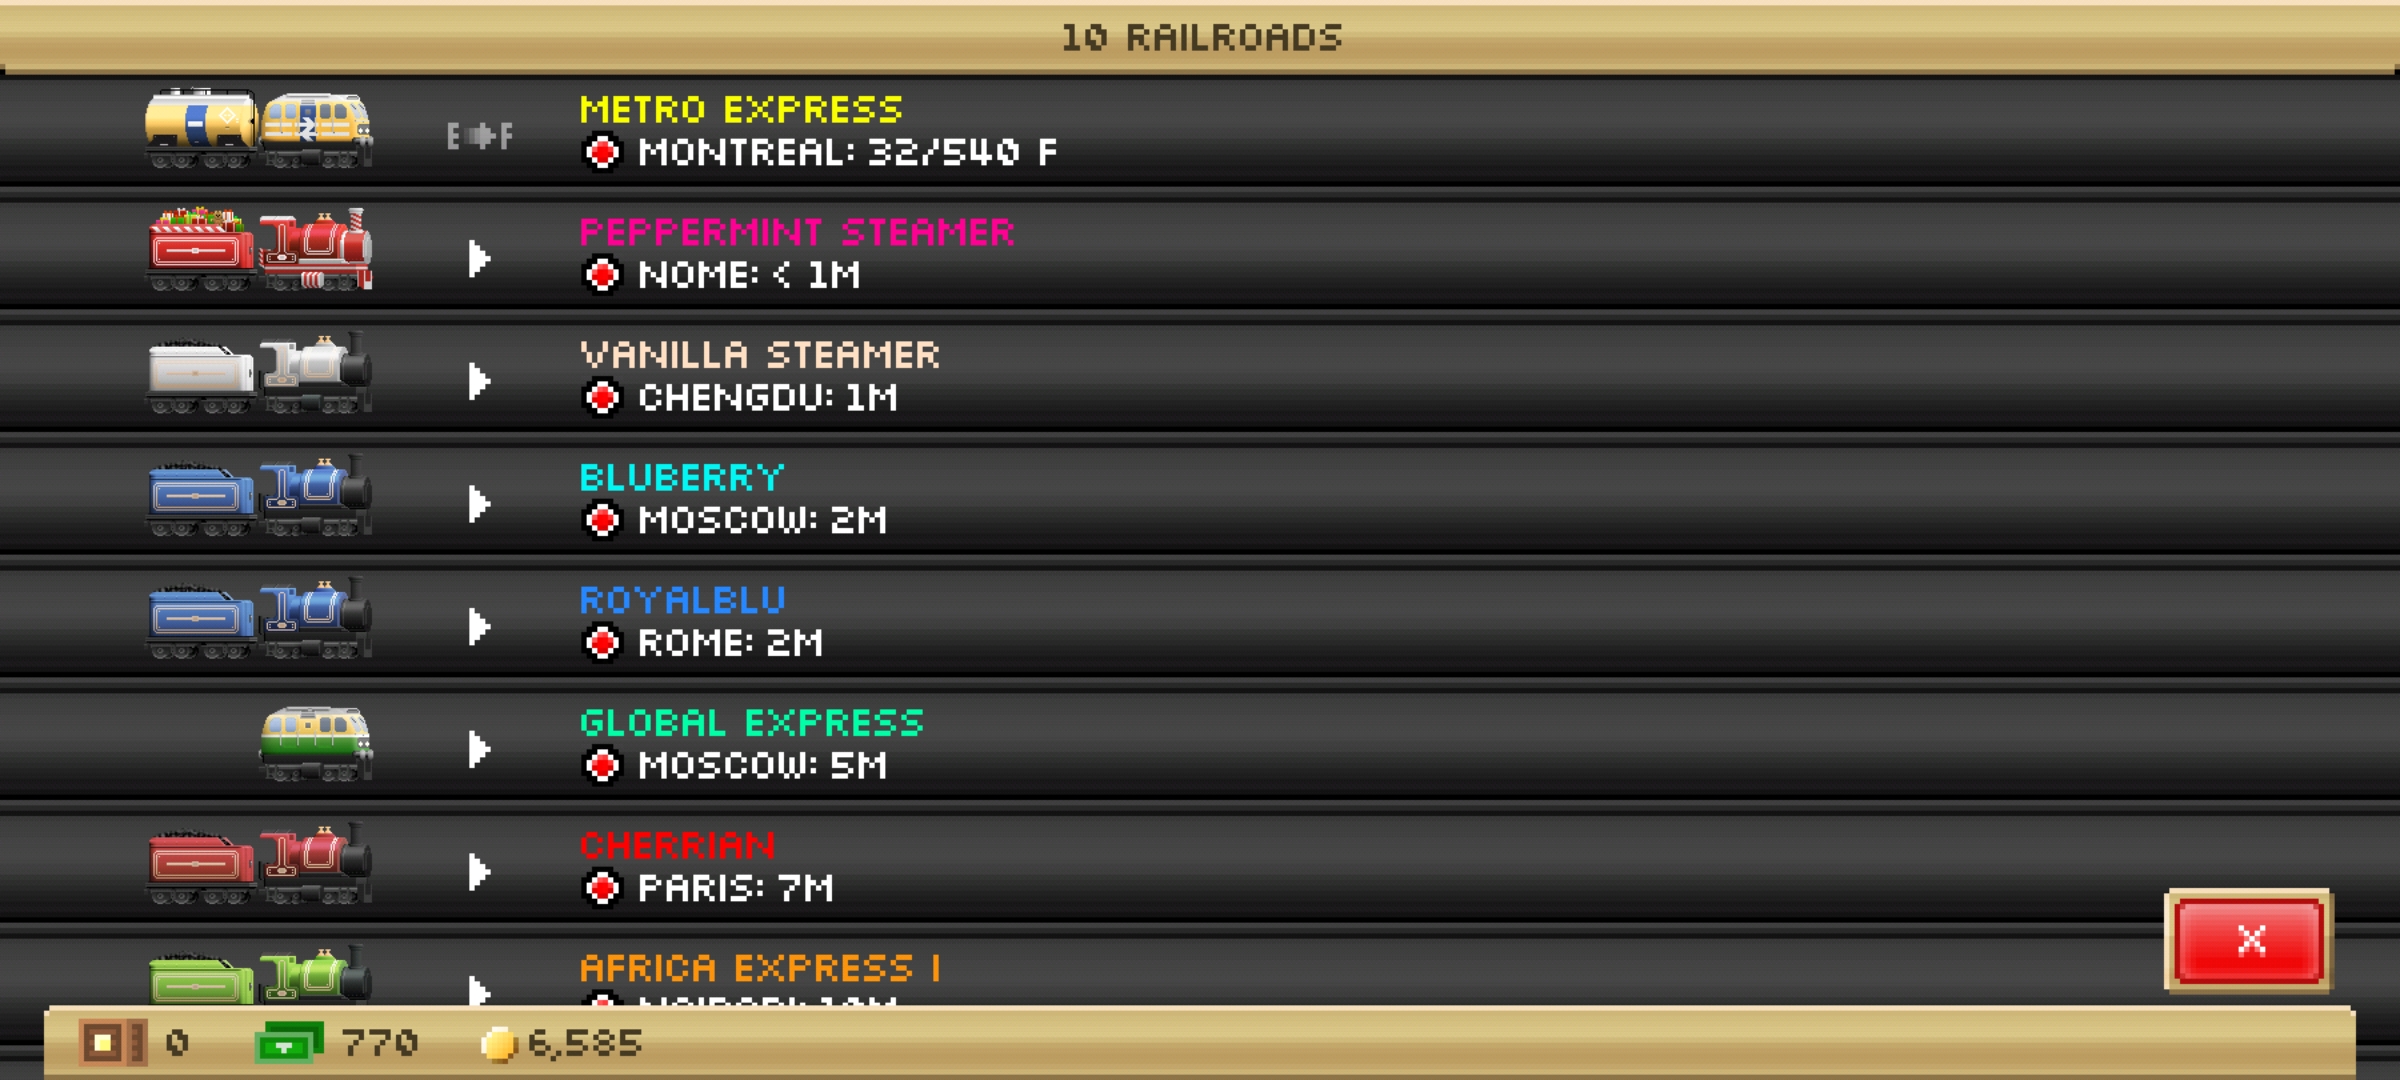 10 RAILROADS
METRO EXPRESS
E F
MONTREAL: 32/540 F
PEPPERMINT STEAMER
NOME: < 1M
VANILLA STEAMER
CHENGDU: 1M
BLUBERRY
MOSCOW: 2M
ROYALBLU
ROME: 2M
GLOBAL EXPRESS
MOSCOW: 5M
CHERRIAN
PARIS: 7M
X
AFRICA EXPRESS I
0 770 6,585